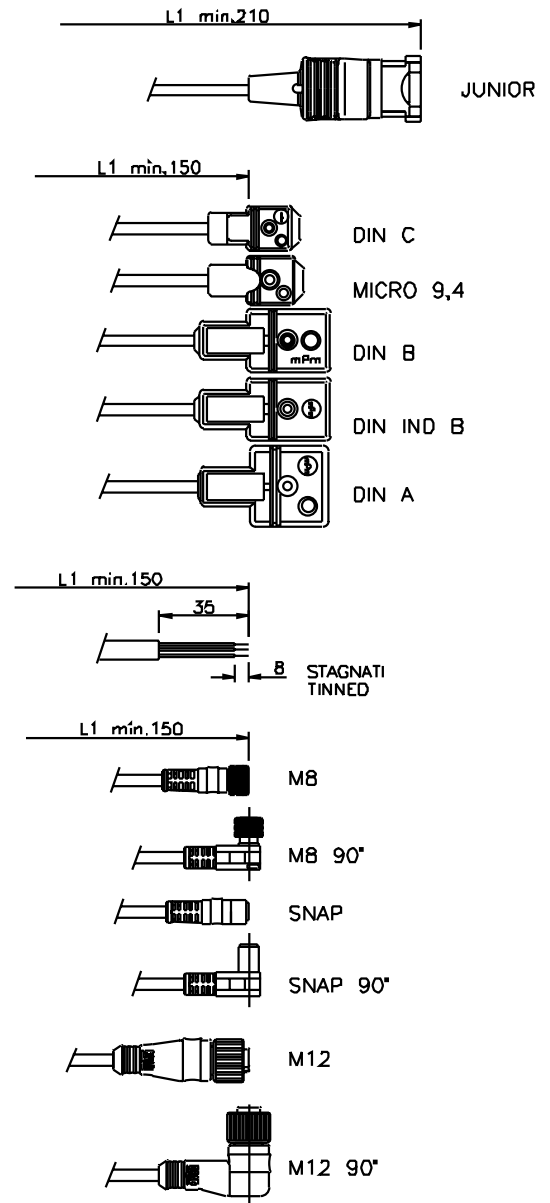 L1 min.210
JUNIOR
L1 min.150
DIN C
MICRO 9,4
DIN B
mPm
DIN IND B
DIN A
L1 min.150
35
8
STAGNATI
TINNED
L1 min.150
M8
M8 90°
SNAP
SNAP 90°
M12
M12 90°